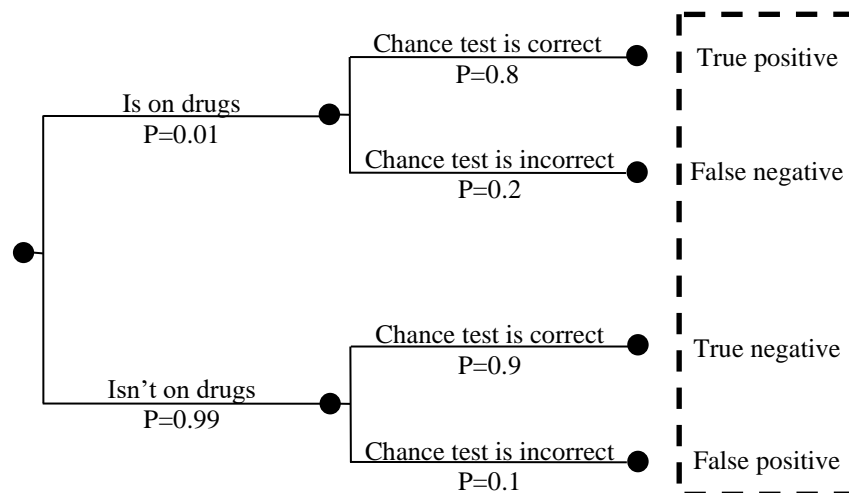 Chance test is correct
P=0.8
True positive
Is on drugs
P=0.01
Chance test is incorrect
P=0.2
False negative
Chance test is correct
P=0.9
True negative
Isn’t on drugs
P=0.99
Chance test is incorrect
P=0.1
False positive